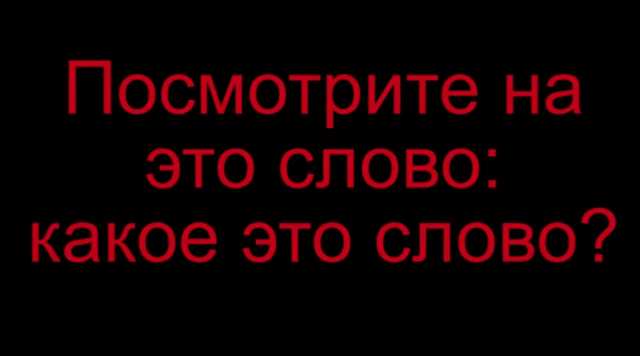 Посмотрите на
это слово:
какое это слово?